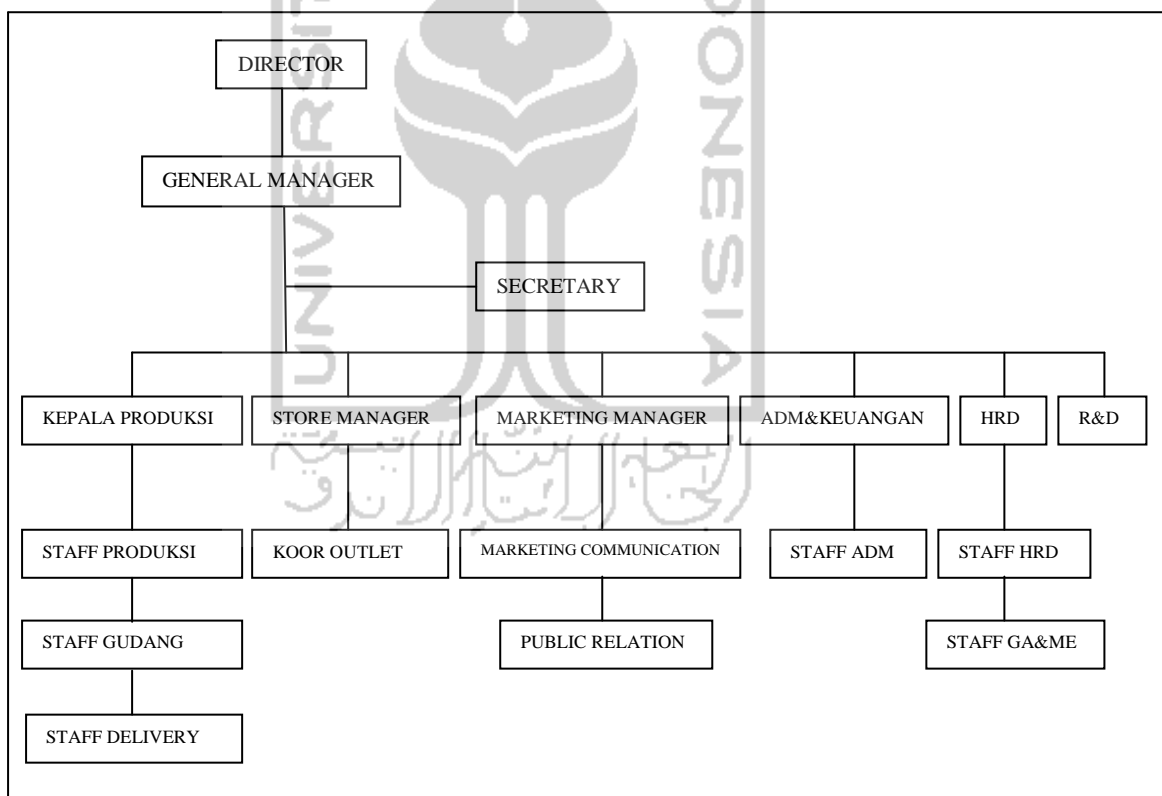 DIRECTOR
GENERAL MANAGER
SECRETARY
KEPALA PRODUKSI
STORE MANAGER
MARKETING MANAGER
ADM&KEUANGAN
HRD
R&D
STAFF PRODUKSI
KOOR OUTLET
MARKETING COMMUNICATION
STAFF ADM
STAFF HRD
STAFF GUDANG
PUBLIC RELATION
STAFF GA&ME
STAFF DELIVERY